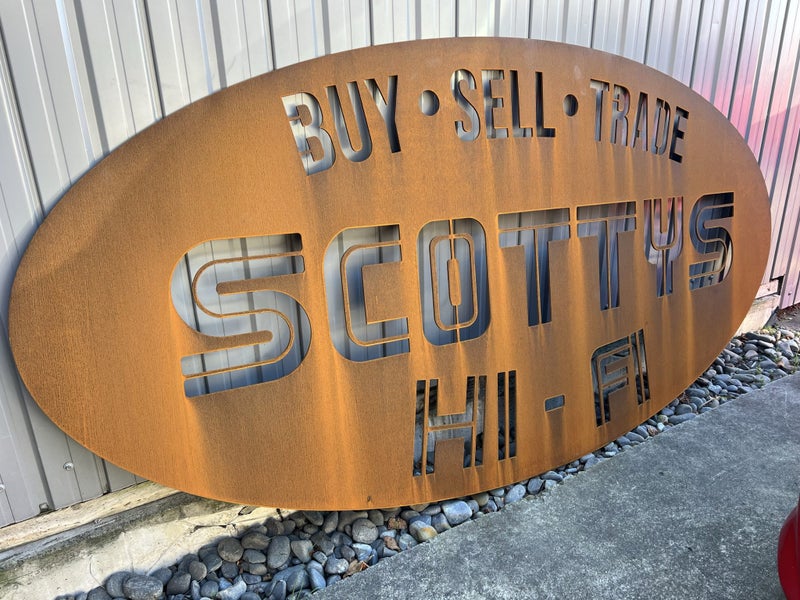 BUY • SELL • TRADE
SCOTTYS
HI-FI